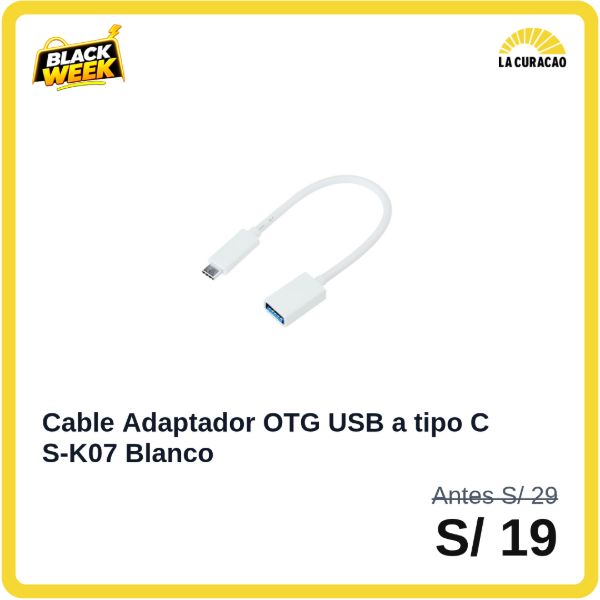 BLACK
WEEK
LA CURACAO
Cable Adaptador OTG USB a tipo C
S-K07 Blanco
Antes S/ 29
S/ 19